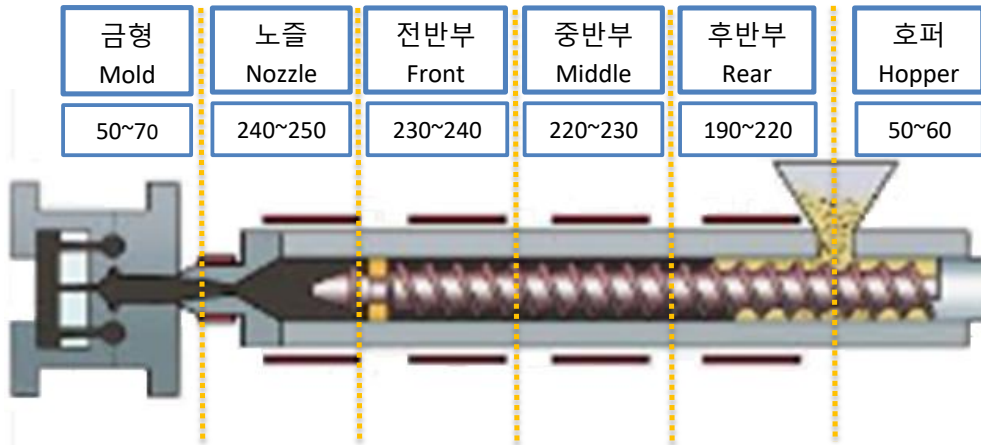 금형
Mold
노즐
Nozzle
전반부
Front
중반부
Middle
후반부
Rear
호퍼
Hopper
50~70
240~250
230~240
220~230
190~220
50~60